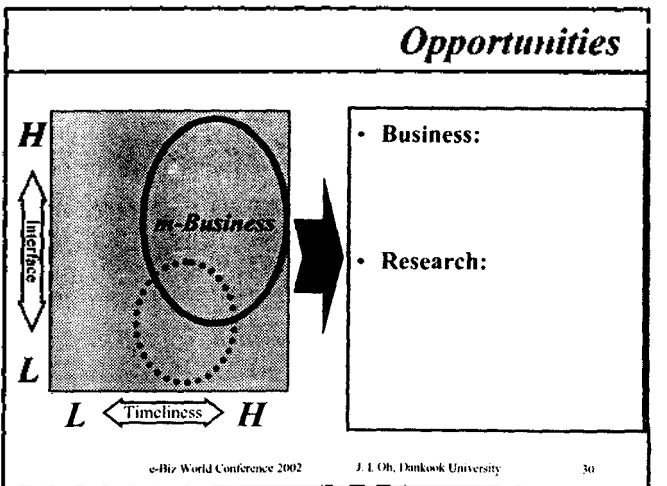 Opportunities
H
Interface
L
m-Business
L Timeliness H
• Business:
• Research:
e-Biz World Conference 2002 J. I. Oh, Dankook University 30